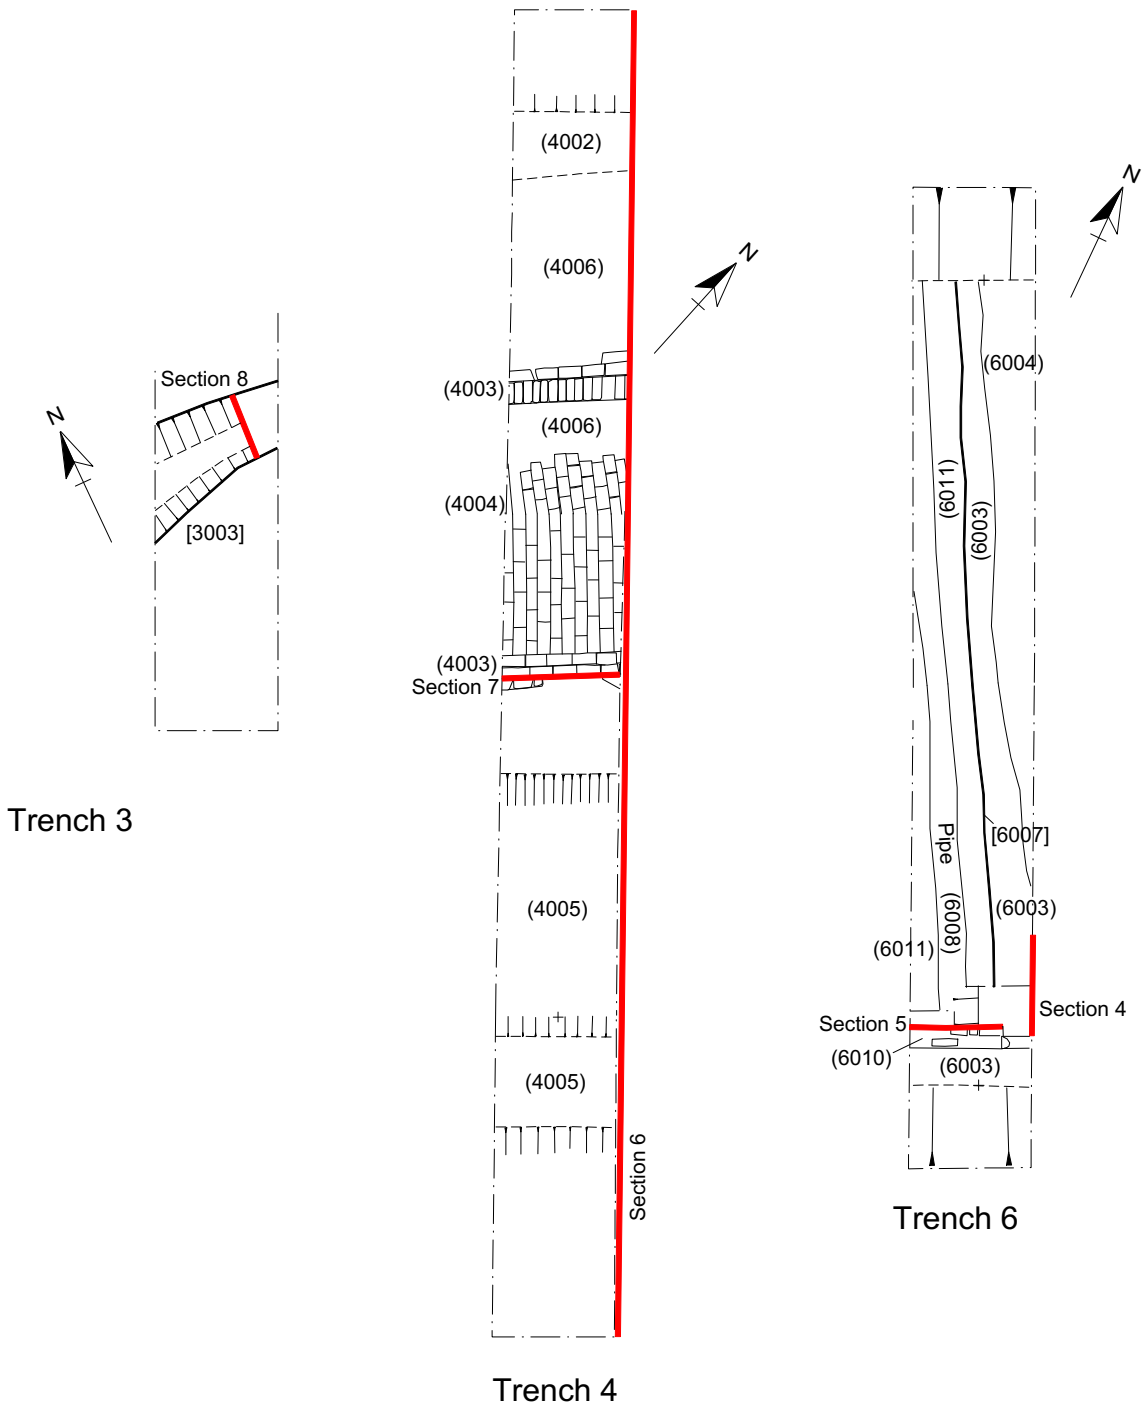 N
Section 8
[3003]
Trench 3
(4002)
(4006)
N
(4003)
(4006)
(4004)
(4003)
Section 7
(4005)
(4005)
Section 6
Trench 4
N
(6004)
(6011)
(6003)
[6007]
Pipe
(6008)
(6003)
(6011)
Section 4
Section 5
(6010)
(6003)
Trench 6